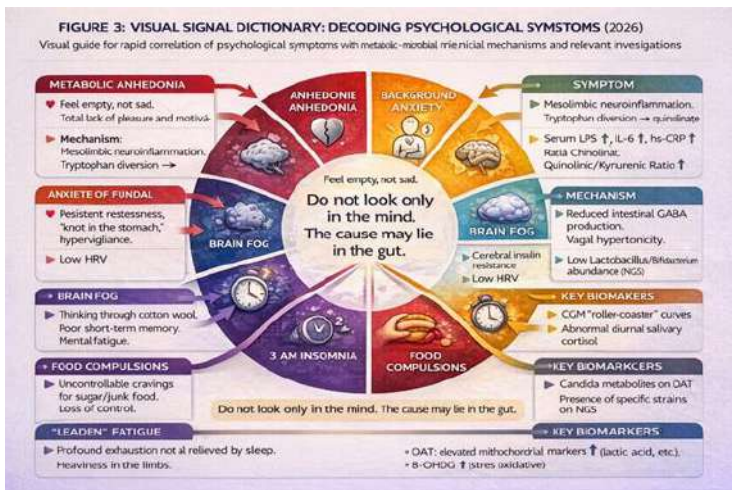 FIGURE 3: VISUAL SIGNAL DICTIONARY: DECODING PSYCHOLOGICAL SYMSTOMS (2026)
Visual guide for rapid correlation of psychological symptoms with metabolic-microbial mechanisms and relevant invesigations
METABOLIC ANHEDONIA
Feel empty, not sad.
Total lack of pleasure and motivá-
Mechanism:
Mesolimbic neuroinflammation.
Tryptophan diversion →
ANXIETE OF FUNDAL
Pesistent restessness,
"knot in the stomach,"
hypervigliance.
Low HRV
BRAIN FOG
Thinking through cotton wool.
Poor short-term memory.
Mental fatigue.
FOOD COMPULSIONS
Uncontrollable cravings
for sugar/junk food.
Loss of control.
"LEADEN" FATIGUE
Profound exhaustion not al relieved by sleep.
Heaviness in the limbs.
ANHEDONIE
ANHEDONIA
BACKGROUND
ANXIETY
BRAIN FOG
BRAIN FOG
3 AM INSOMNIA
FOOD
COMPULSIONS
Feel empty, not sad.
Do not look only
in the mind.
The cause may lie
in the gut.
Cerebral insulin
resistance
Low HRV
Do not look only in the mind. The cause may lie in the gut.
SYMPTOM
Mesolimbic neuroinflammation.
Tryptophan diversion → quinolinate
Serum LPS ↑, IL-6 ↑, hs-CRP ↑
Ratià Chinolinat,
Quinolinic/Kynurenic Ratio ↑
MECHANISM
Reduced intestinal GABA
production.
Vagal hypertonicity.
Low Lactobacillus/Bifidobacterium
abundance (NGS)
KEY BIOMAKERS
CGM "roller-coaster" curves
Abnormal diurnal salivary
cortisol
KEY BIOMARKCERS
Candida metabolites on OAT
Presence of specific strains
on NGS
KEY BIOMARKERS
• OAT: elevated mithochondrial markers ↑ (lactic acid, etc.).
• 8-OHDG ↑ (stres oxidative)